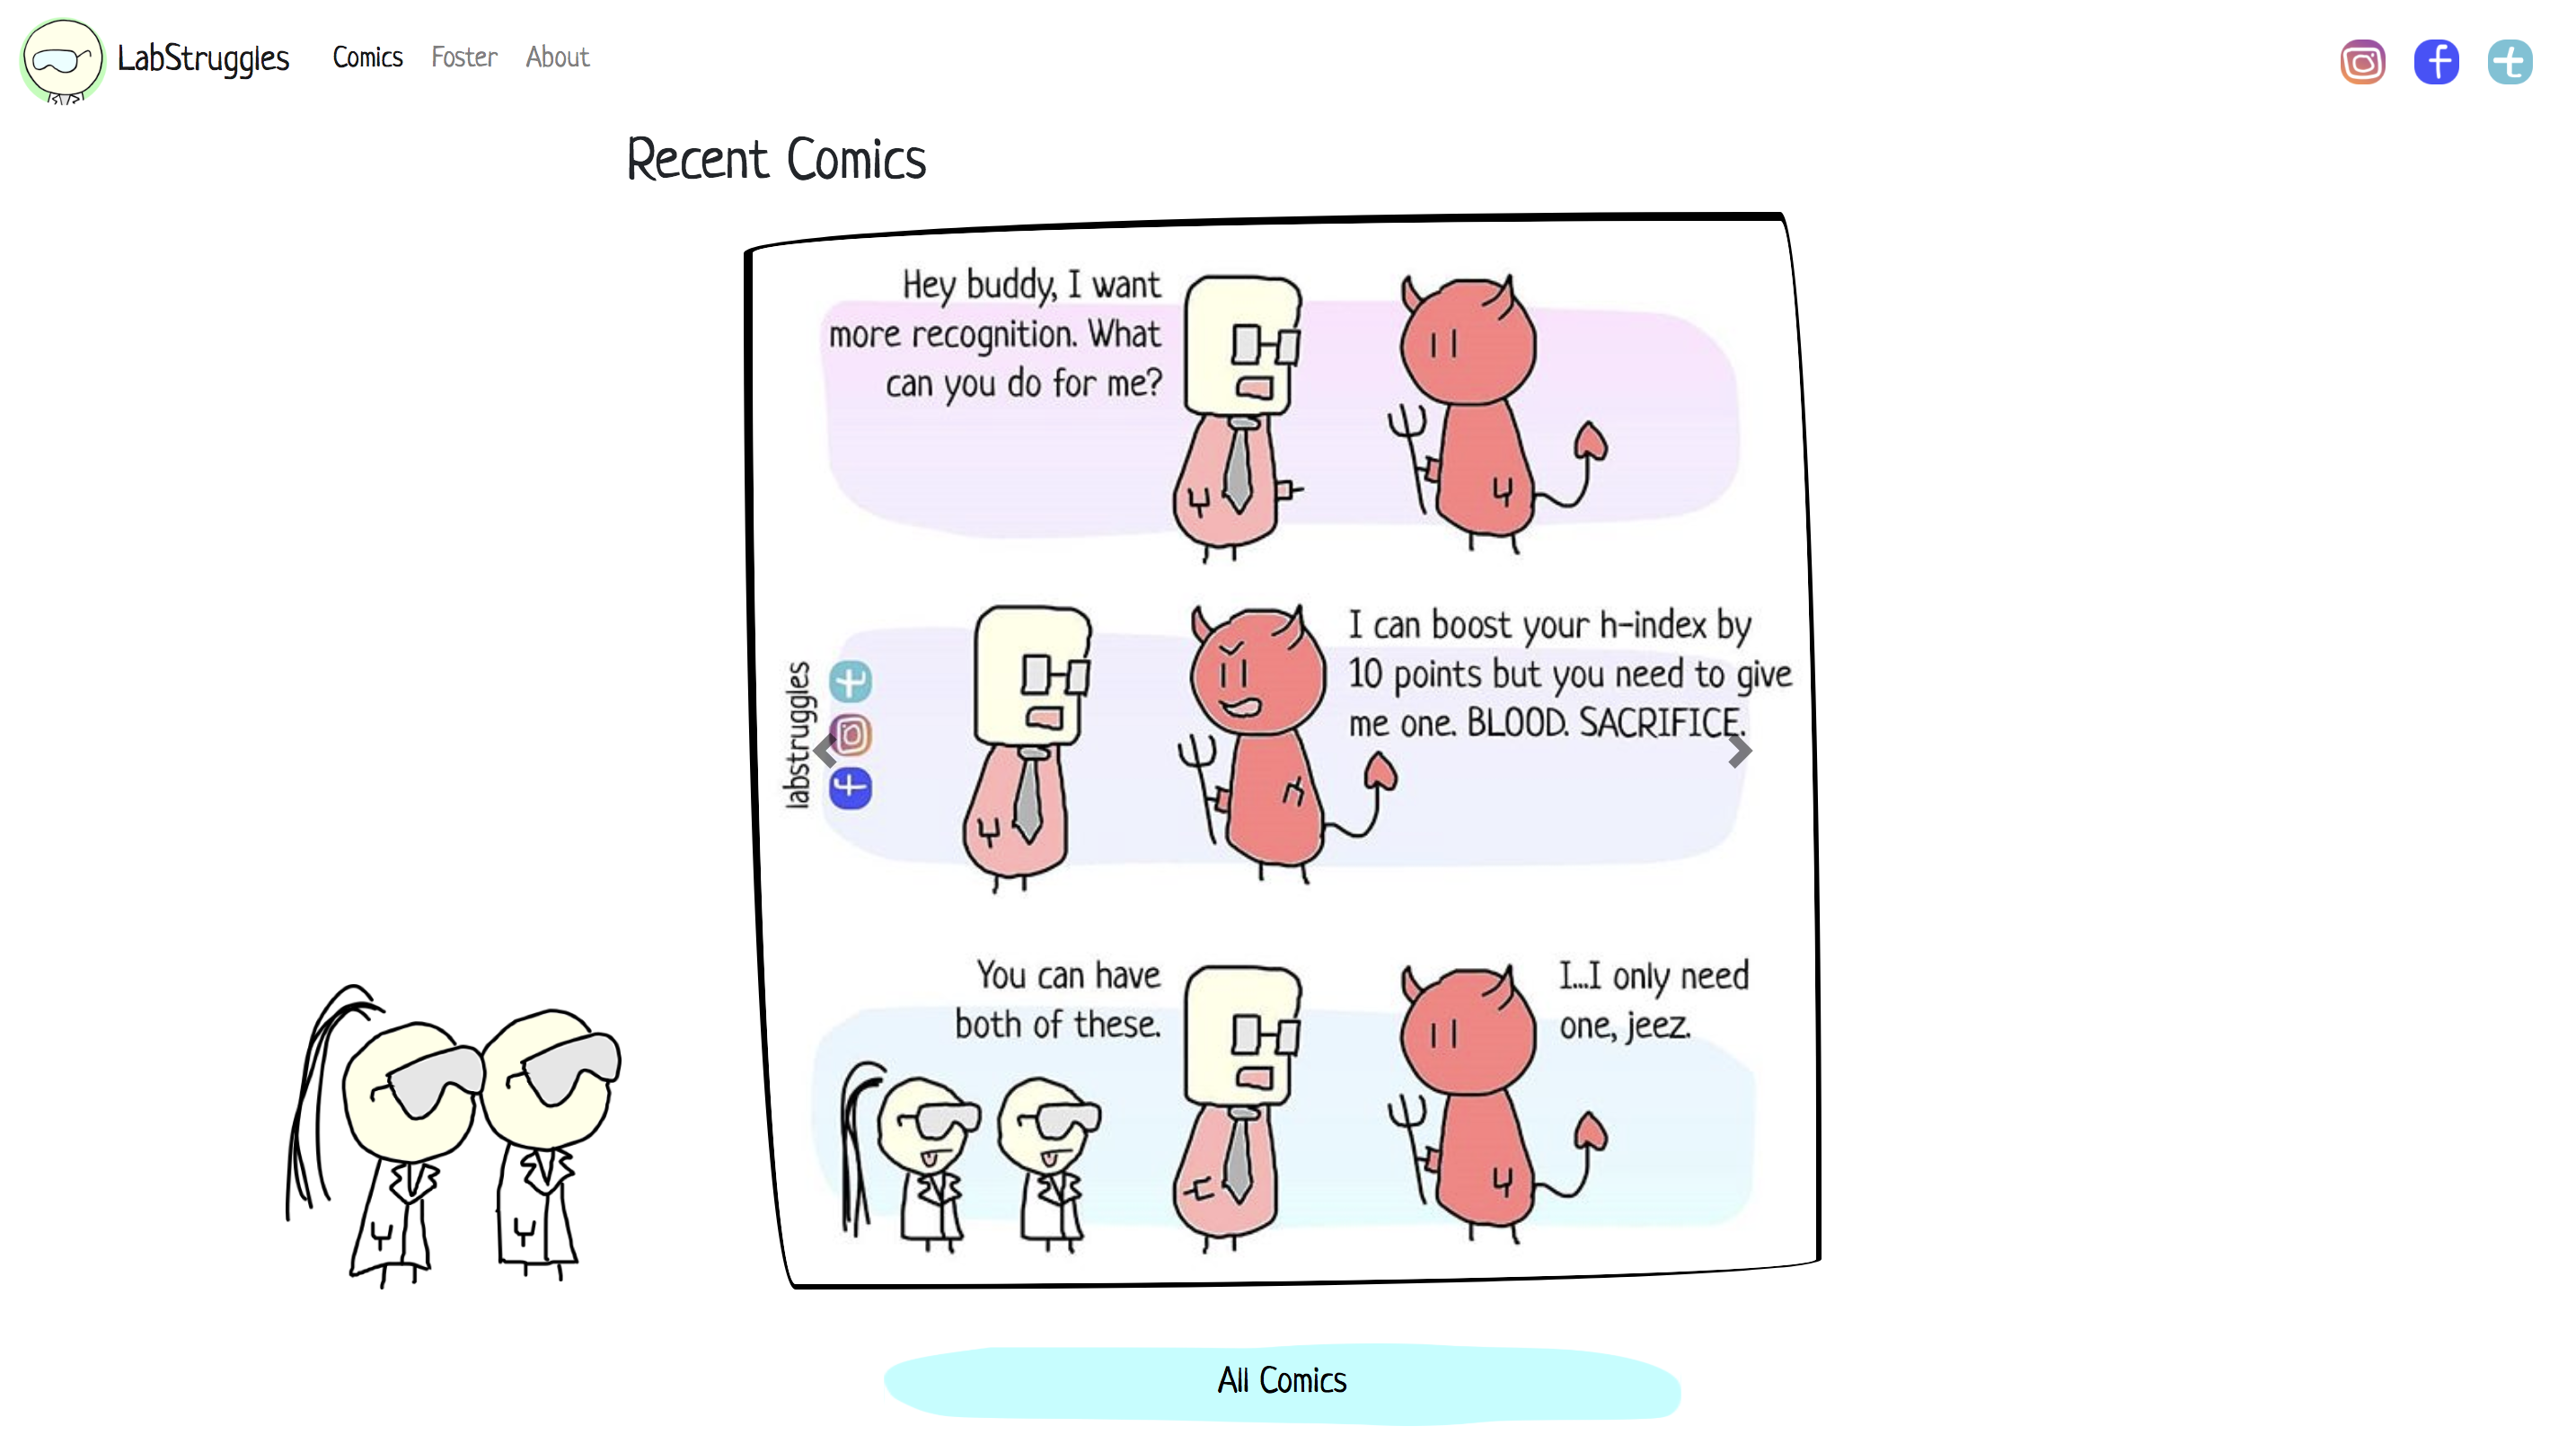 LabStruggles
Comics
Foster
About
Recent Comics
Hey buddy, I want
more recognition. What
can you do for me?
I can boost your h-index by
10 points but you need to give
me one. BLOOD. SACRIFICE.
labstruggles
You can have
both of these.
I...I only need
one, jeez.
All Comics